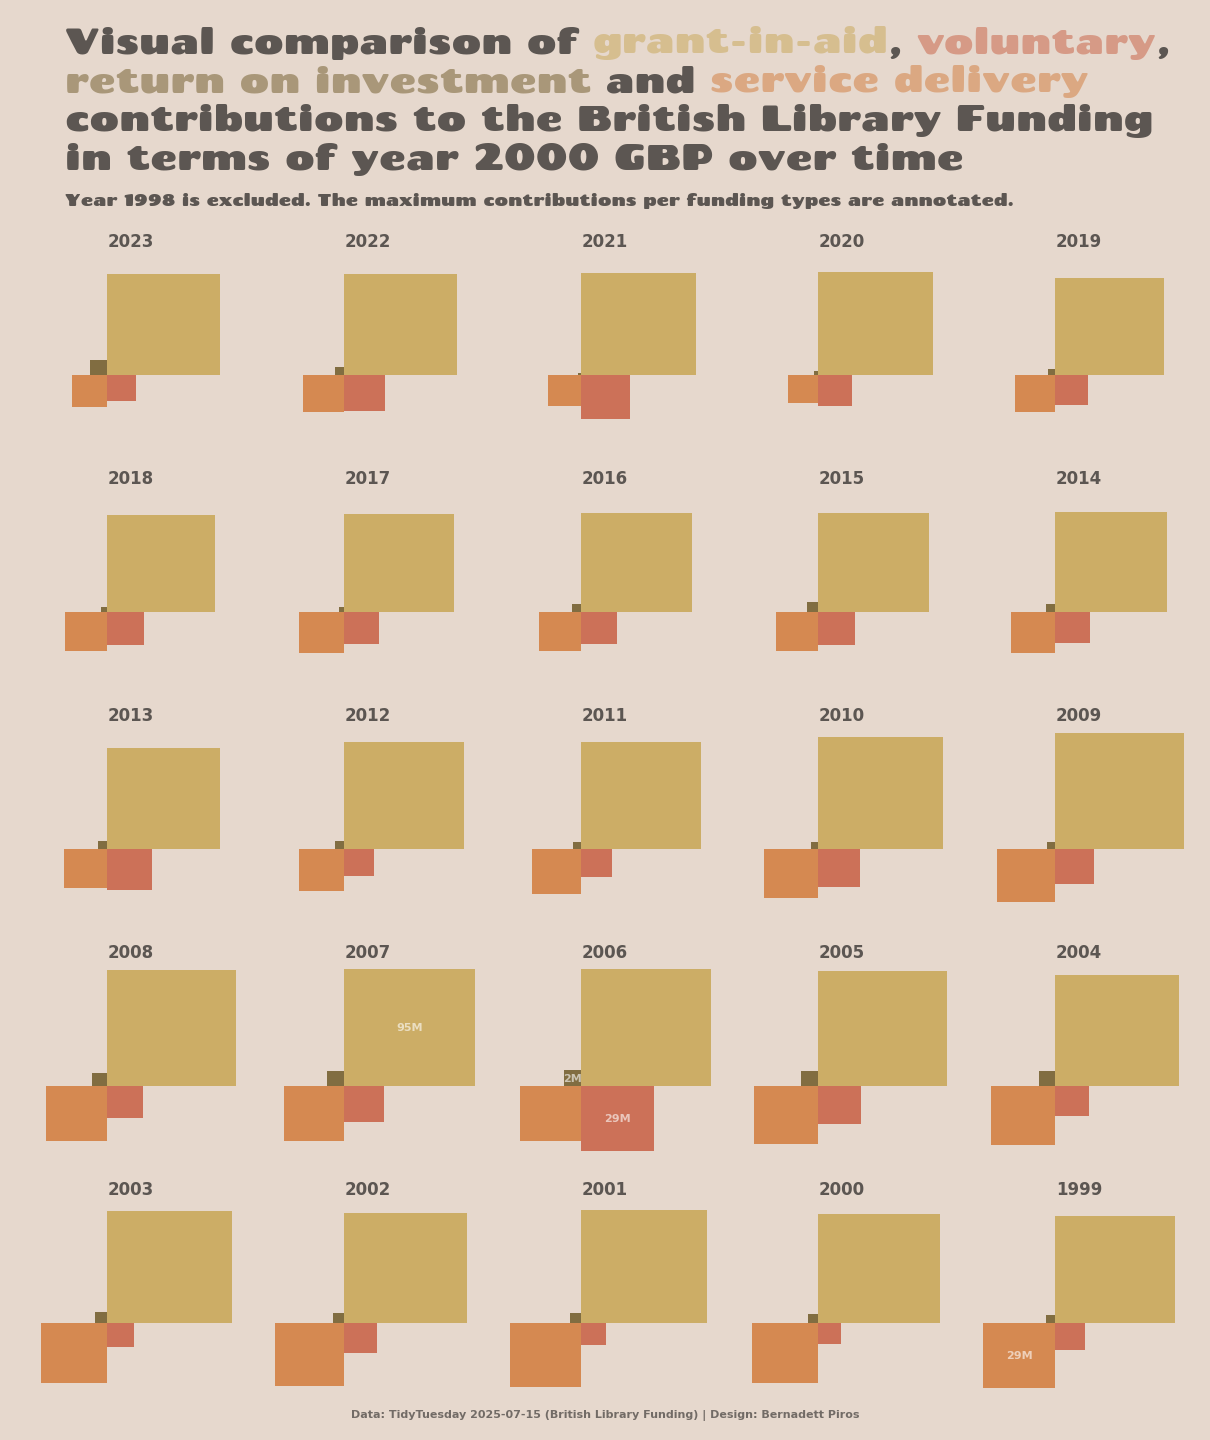 Visual comparison of grant-in-aid, voluntary,
return on investment and service delivery
contributions to the British Library Funding
in terms of year 2000 GBP over time
Year 1998 is excluded. The maximum contributions per funding types are annotated.
2023 2022 2021 2020 2019
2018 2017 2016 2015 2014
2013 2012 2011 2010 2009
2008 2007 2006 2005 2004
95M
2M
29M
2003 2002 2001 2000 1999
29M
Data: TidyTuesday 2025-07-15 (British Library Funding) | Design: Bernadett Piros